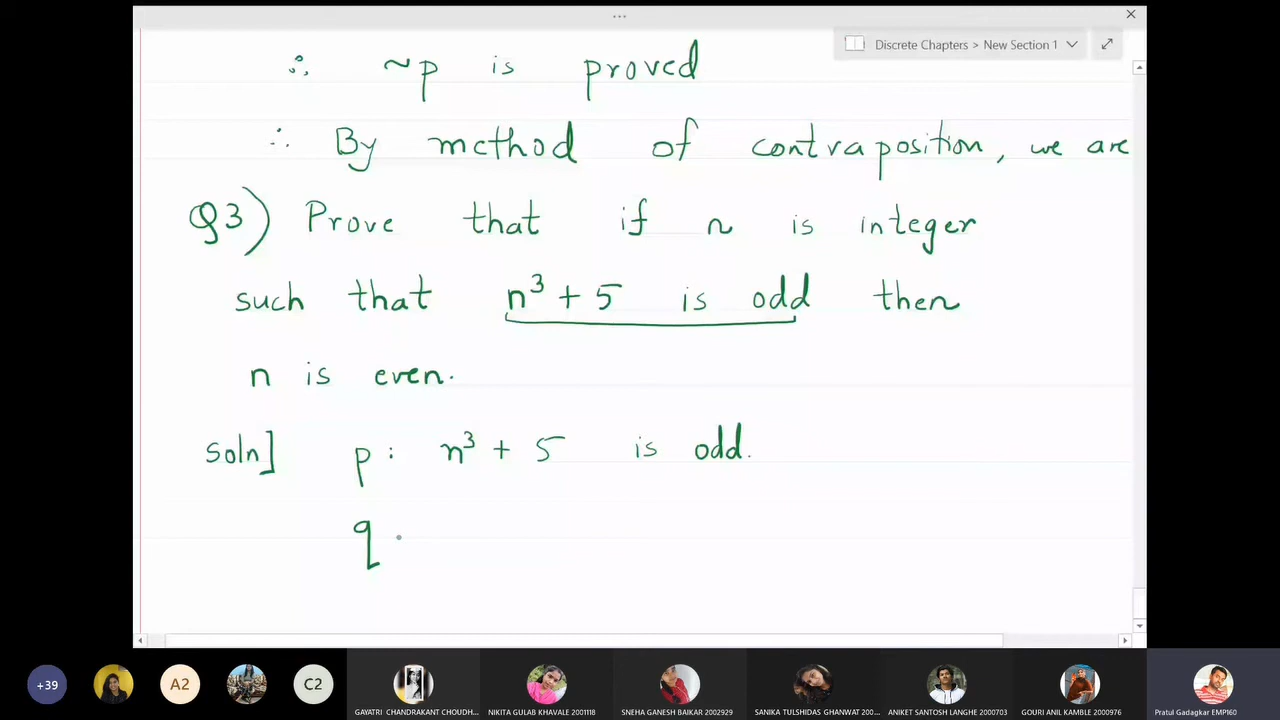 Discrete Chapters > New Section 1
∴ ~p is proved
∴ By method of contraposition, we are
Q3) Prove that if n is integer
such that n³ + 5 is odd then
n is even.
soln] p : n³ + 5 is odd.
q
+39
A2
C2
GAYATRI CHANDRAKANT CHOUDH...
NIKITA GULAB KHAVALE 2001118
SNEHA GANESH BAIKAR 2002929
SANIKA TULSHIDAS GHANWAT 200...
ANIKET SANTOSH LANGHE 2000703
GOURI ANIL KAMBLE 2000976
Pratul Gadagkar EMP160